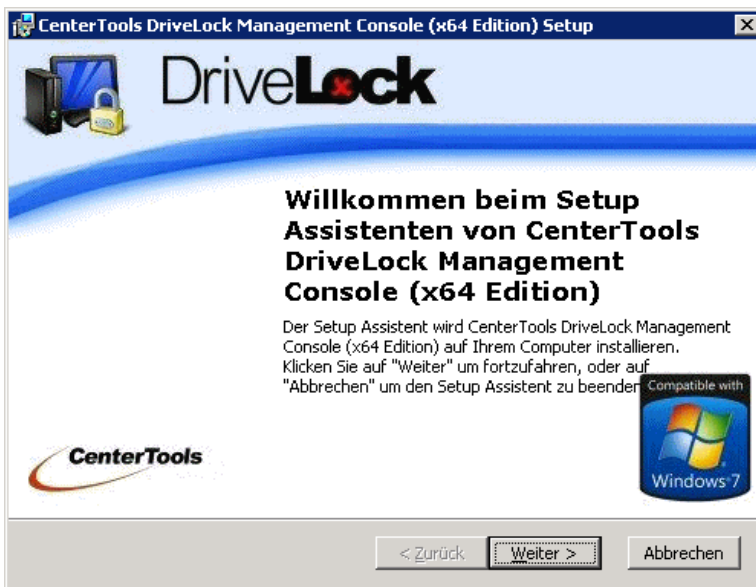 CenterTools DriveLock Management Console (x64 Edition) Setup
DriveLock
Willkommen beim Setup
Assistenten von CenterTools
DriveLock Management
Console (x64 Edition)
Der Setup Assistent wird CenterTools DriveLock Management
Console (x64 Edition) auf Ihrem Computer installieren.
Klicken Sie auf "Weiter" um fortzufahren, oder auf
"Abbrechen" um den Setup Assistent zu beenden
Compatible with
Windows 7
CenterTools
< Zurück
Weiter >
Abbrechen